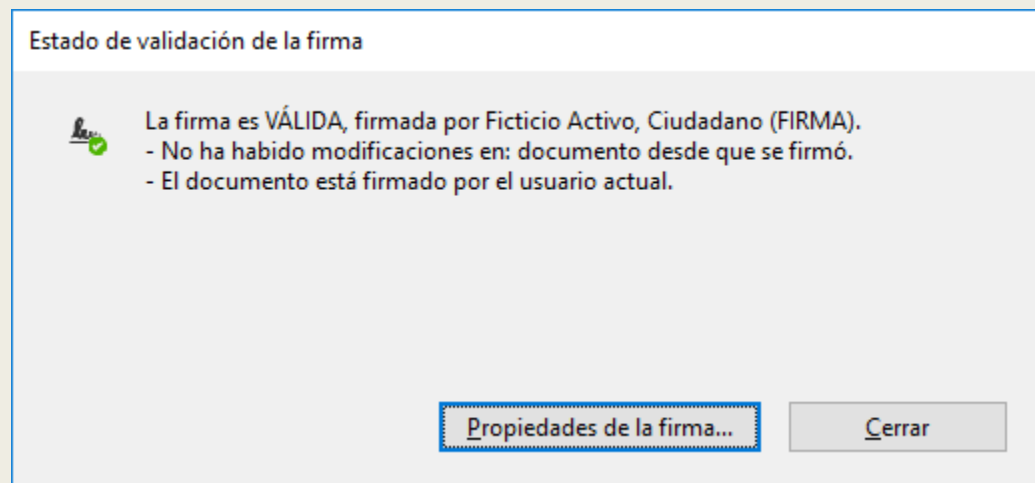 Estado de validación de la firma
La firma es VÁLIDA, firmada por Ficticio Activo, Ciudadano (FIRMA).
- No ha habido modificaciones en: documento desde que se firmó.
- El documento está firmado por el usuario actual.
Propiedades de la firma...
Cerrar